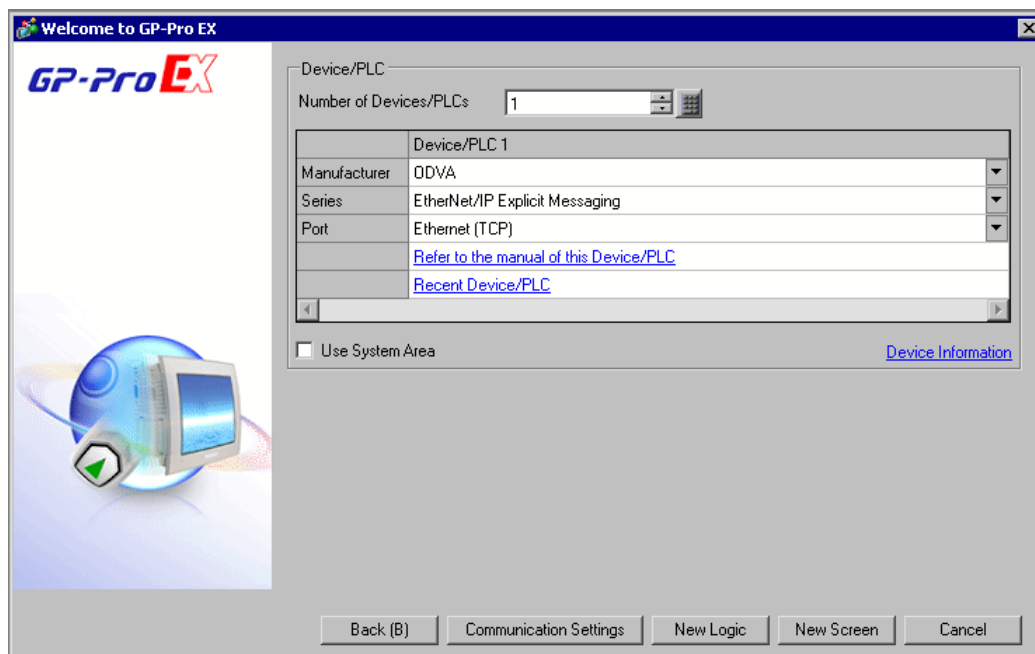 Welcome to GP-Pro EX
GP-Pro EX
Device/PLC
Number of Devices/PLCs 1
Device/PLC 1
Manufacturer ODVA
Series EtherNet/IP Explicit Messaging
Port Ethernet (TCP)
Refer to the manual of this Device/PLC
Recent Device/PLC
Use System Area Device Information
Back (B) Communication Settings New Logic New Screen Cancel